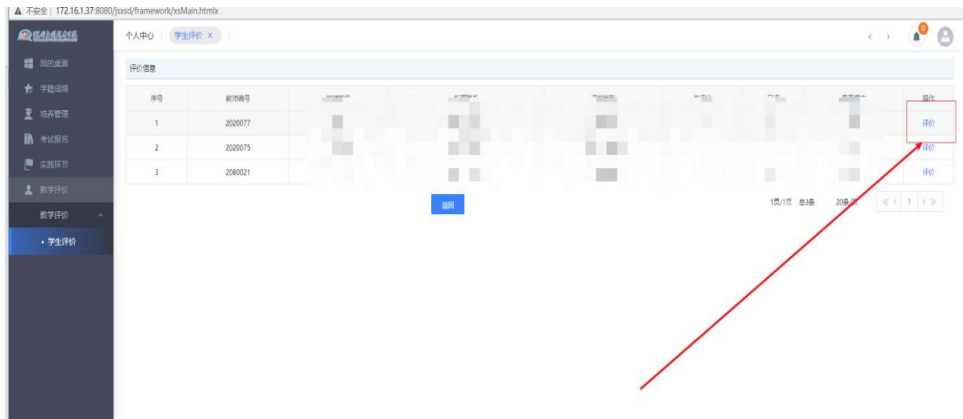 不安全 | 172.16.1.37:8080/jsxsd/framework/xsMain.htmlx
个人中心 学生评价 ×
0
我的桌面
学籍成绩
培养管理
考试报名
实践环节
教学评价
教学评价
• 学生评价
评价信息
序号 教师编号 操作
1 2020077 评价
2 2020075 评价
3 2080021 评价
返回
1页/1页 总3条 1